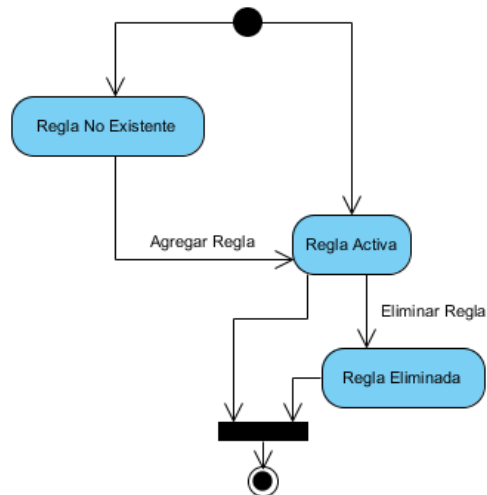 Regla No Existente
Agregar Regla
Regla Activa
Eliminar Regla
Regla Eliminada